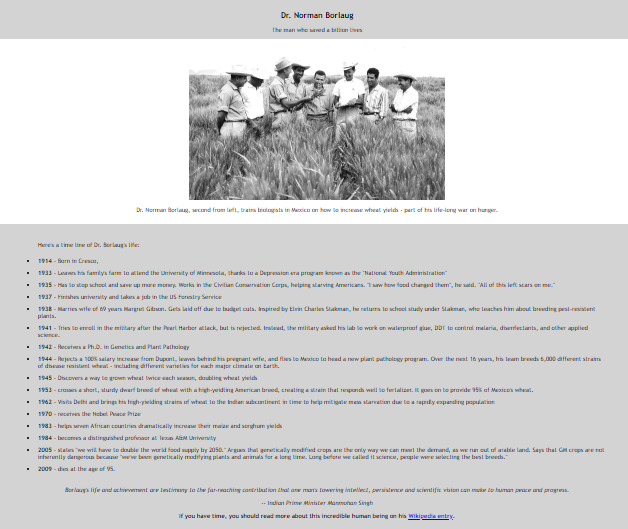 Dr. Norman Borlaug
The man who saved a billion lives
Dr. Norman Borlaug, second from left, trains biologists in Mexico on how to increase wheat yields - part of his life-long war on hunger.
Here's a time line of Dr. Borlaug's life:
1914 - Born in Cresco,
1933 - Leaves his family's farm to attend the University of Minnesota, thanks to a Depression era program known as the "National Youth Administration"
1935 - Has to stop school and save up more money. Works in the Civilian Conservation Corps, helping starving Americans. "I saw how food changed them", he said. "All of this left scars on me."
1937 - Finishes university and takes a job in the US Forestry Service
1938 - Marries wife of 69 years Margret Gibson. Gets laid off due to budget cuts. Inspired by Elvin Charles Stakman, he returns to school study under Stakman, who teaches him about breeding pest-resistent
plants.
1941 - Tries to enroll in the military after the Pearl Harbor attack, but is rejected. Instead, the military asked his lab to work on waterproof glue, DDT to control malaria, disenfectants, and other applied
science.
1942 - Receives a Ph.D. in Genetics and Plant Pathology
1944 - Rejects a 100% salary increase from Dupont, leaves behind his pregnant wife, and flies to Mexico to head a new plant pathology program. Over the next 16 years, his team breeds 6,000 different strains
of disease resistent wheat - including different varieties for each major climate on Earth.
1945 - Discovers a way to grown wheat twice each season, doubling wheat yields
1953 - crosses a short, sturdy dwarf breed of wheat with a high-yeidling American breed, creating a strain that responds well to fertalizer. It goes on to provide 95% of Mexico's wheat.
1962 - Visits Delhi and brings his high-yielding strains of wheat to the Indian subcontinent in time to help mitigate mass starvation due to a rapidly expanding population
1970 - receives the Nobel Peace Prize
1983 - helps seven African countries dramatically increase their maize and sorghum yields
1984 - becomes a distinguished professor at Texas A&M University
2005 - states "we will have to double the world food supply by 2050." Argues that genetically modified crops are the only way we can meet the demand, as we run out of arable land. Says that GM crops are not
inherently dangerous because "we've been genetically modifying plants and animals for a long time. Long before we called it science, people were selecting the best breeds."
2009 - dies at the age of 95.
Borlaug's life and achievement are testimony to the far-reaching contribution that one man's towering intellect, persistence and scientific vision can make to human peace and progress.
-- Indian Prime Minister Manmohan Singh
If you have time, you should read more about this incredible human being on his Wikipedia entry.